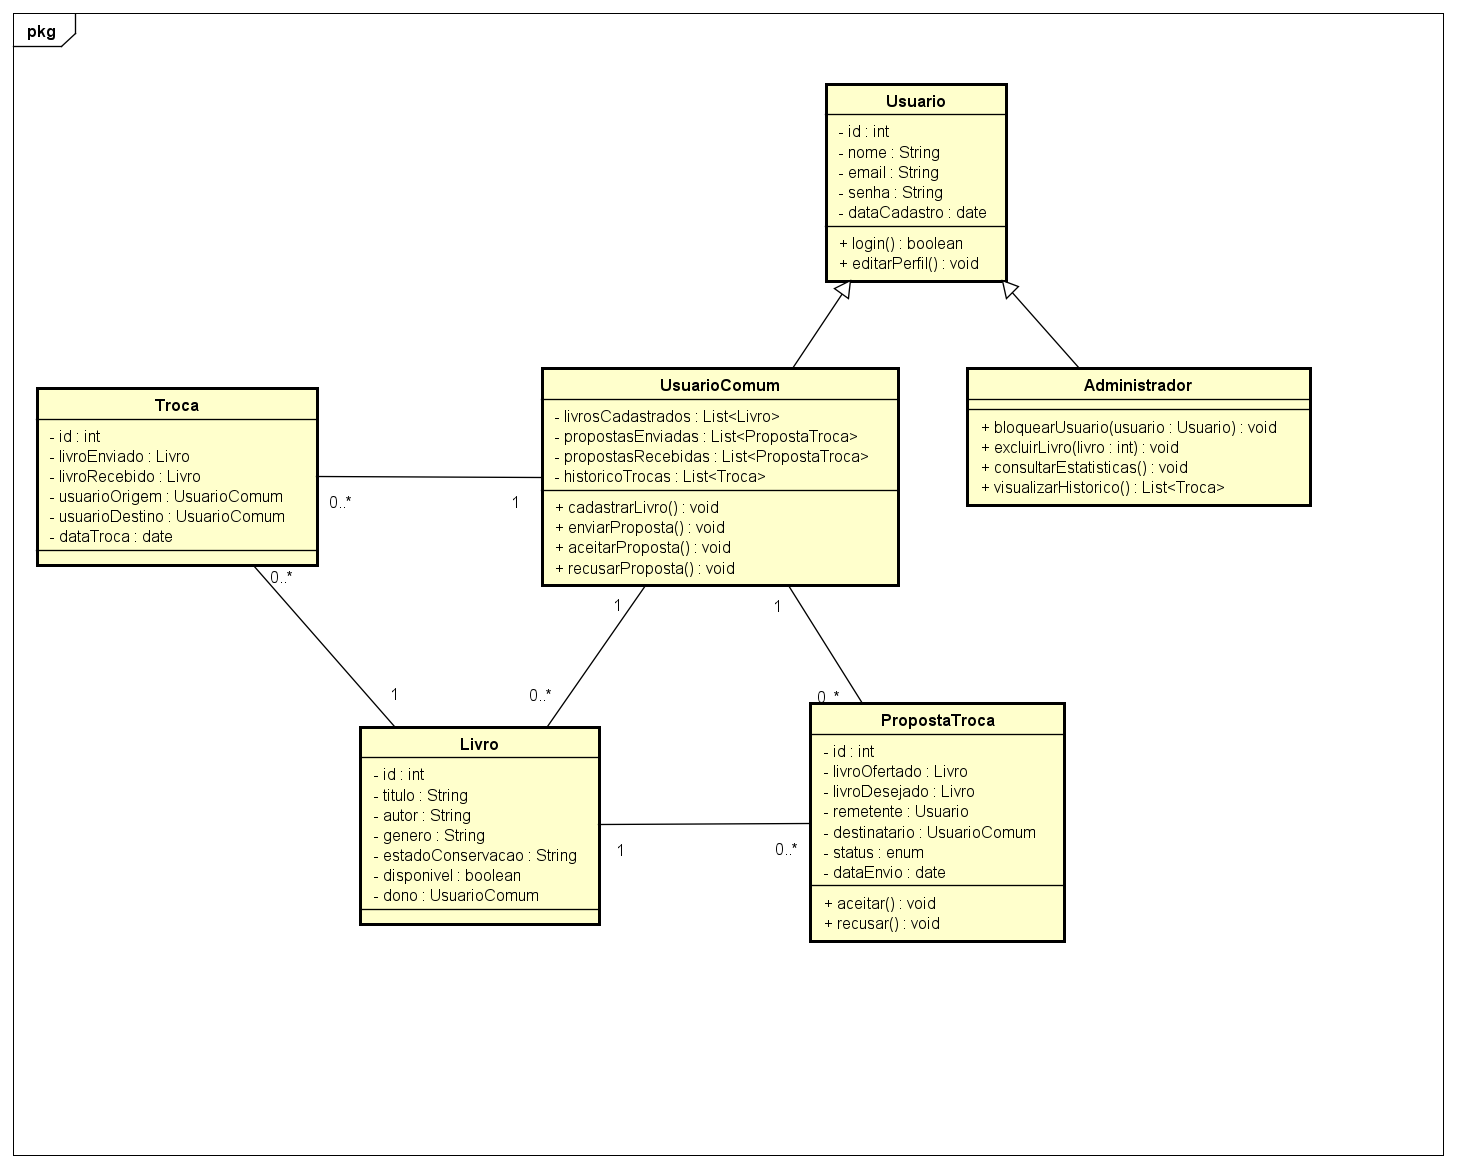 pkg
Usuario
- id : int
- nome : String
- email : String
- senha : String
- dataCadastro : date
+ login() : boolean
+ editarPerfil() : void
Troca
- id : int
- livroEnviado : Livro
- livroRecebido : Livro
- usuarioOrigem : UsuarioComum
- usuarioDestino : UsuarioComum
- dataTroca : date
0..*
1
UsuarioComum
- livrosCadastrados : List<Livro>
- propostasEnviadas : List<PropostaTroca>
- propostasRecebidas : List<PropostaTroca>
- historicoTrocas : List<Troca>
+ cadastrarLivro() : void
+ enviarProposta() : void
+ aceitarProposta() : void
+ recusarProposta() : void
Administrador
+ bloquearUsuario(usuario : Usuario) : void
+ excluirLivro(livro : int) : void
+ consultarEstatisticas() : void
+ visualizarHistorico() : List<Troca>
0..*
1
1
1
0..*
0..*
Livro
- id : int
- titulo : String
- autor : String
- genero : String
- estadoConservacao : String
- disponivel : boolean
- dono : UsuarioComum
1
0..*
PropostaTroca
- id : int
- livroOfertado : Livro
- livroDesejado : Livro
- remetente : Usuario
- destinatario : UsuarioComum
- status : enum
- dataEnvio : date
+ aceitar() : void
+ recusar() : void